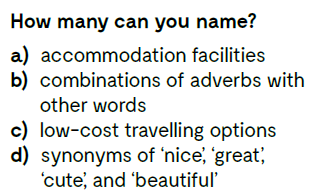 How many can you name?
a) accommodation facilities
b) combinations of adverbs with
other words
c) low-cost travelling options
d) synonyms of ‘nice’, ‘great’,
‘cute’, and ‘beautiful’